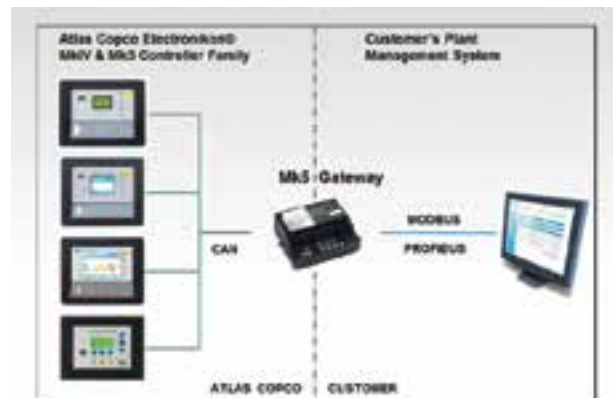 Atlas Copco Elektronikon®
MkIV & Mk5 Controller Family
Customer's Plant
Management System
Mk5 Gateway
CAN
MODBUS
PROFIBUS
ATLAS COPCO
CUSTOMER